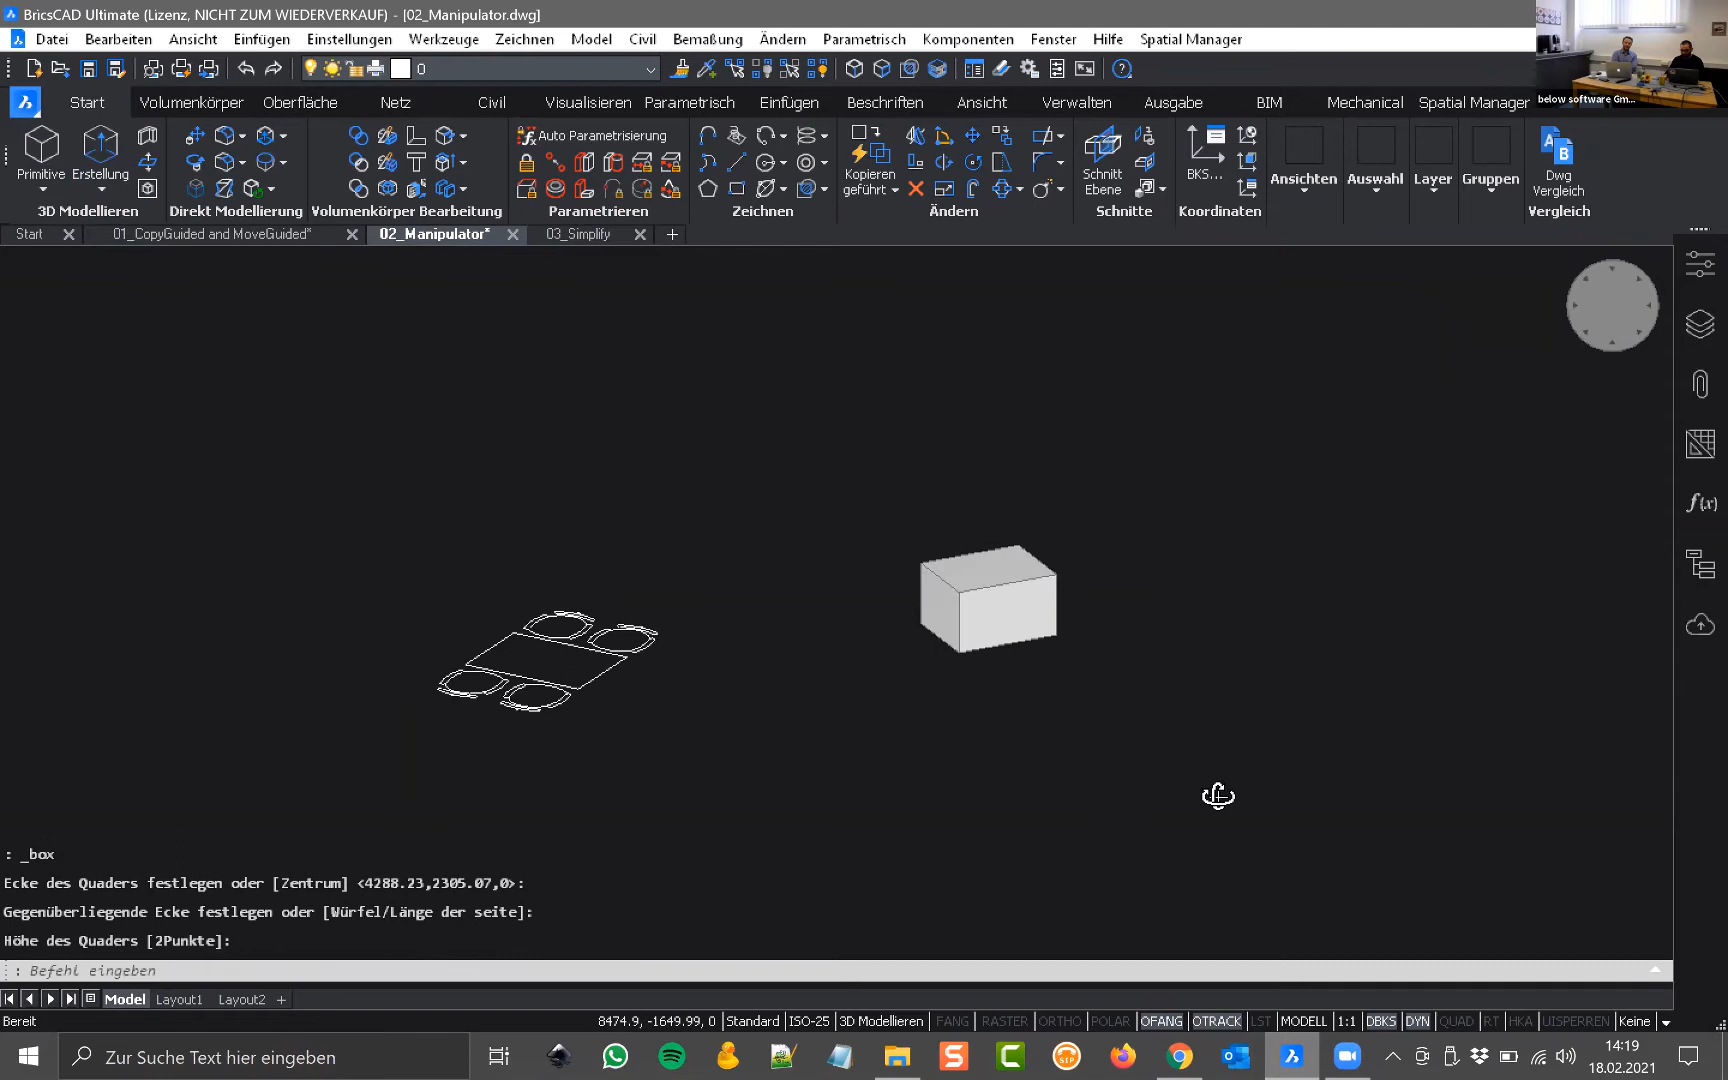 BricsCAD Ultimate (Lizenz, NICHT ZUM WIEDERVERKAUF) - [02_Manipulator.dwg]
Datei Bearbeiten Ansicht Einfügen Einstellungen Werkzeuge Zeichnen Model Civil Bemaßung Ändern Parametrisch Komponenten Fenster Hilfe Spatial Manager
0
below software Gm...
Start Volumenkörper Oberfläche Netz Civil Visualisieren Parametrisch Einfügen Beschriften Ansicht Verwalten Ausgabe BIM Mechanical Spatial Manager
Auto Parametrisierung
Primitive Erstellung
Kopieren geführt
Schnitt Ebene
BKS...
Ansichten Auswahl Layer Gruppen
Dwg Vergleich
3D Modellieren Direkt Modellierung Volumenkörper Bearbeitung Parametrieren Zeichnen Ändern Schnitte Koordinaten Vergleich
Start 01_CopyGuided and MoveGuided* 02_Manipulator* 03_Simplify
f(x)
: _box
Ecke des Quaders festlegen oder [Zentrum] <4288.23,2305.07,0>:
Gegenüberliegende Ecke festlegen oder [Würfel/Länge der seite]:
Höhe des Quaders [2Punkte]:
: Befehl eingeben
Model Layout1 Layout2 +
Bereit 8474.9, -1649.99, 0 Standard ISO-25 3D Modellieren FANG RASTER ORTHO POLAR OFANG OTRACK LST MODELL 1:1 DBKS DYN QUAD RT HKA UISPERREN Keine
Zur Suche Text hier eingeben
14:19
18.02.2021